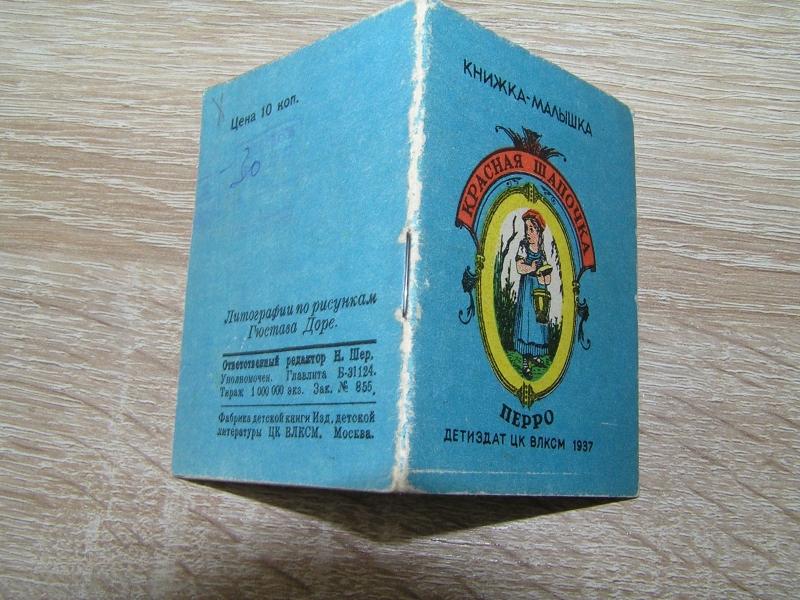 Цена 10 коп.
30
Литографии по рисункам
Гюстава Доре.
Ответственный редактор Н. Шер.
Уполномочен. Главлита Б-31124.
Тираж 1 000 000 экз. Зак. № 855.
Фабрика детской книги Изд. детской
литературы ЦК ВЛКСМ. Москва.
КНИЖКА-МАЛЫШКА
КРАСНАЯ ШАПОЧКА
ПЕРРО
ДЕТИЗДАТ ЦК ВЛКСМ 1937